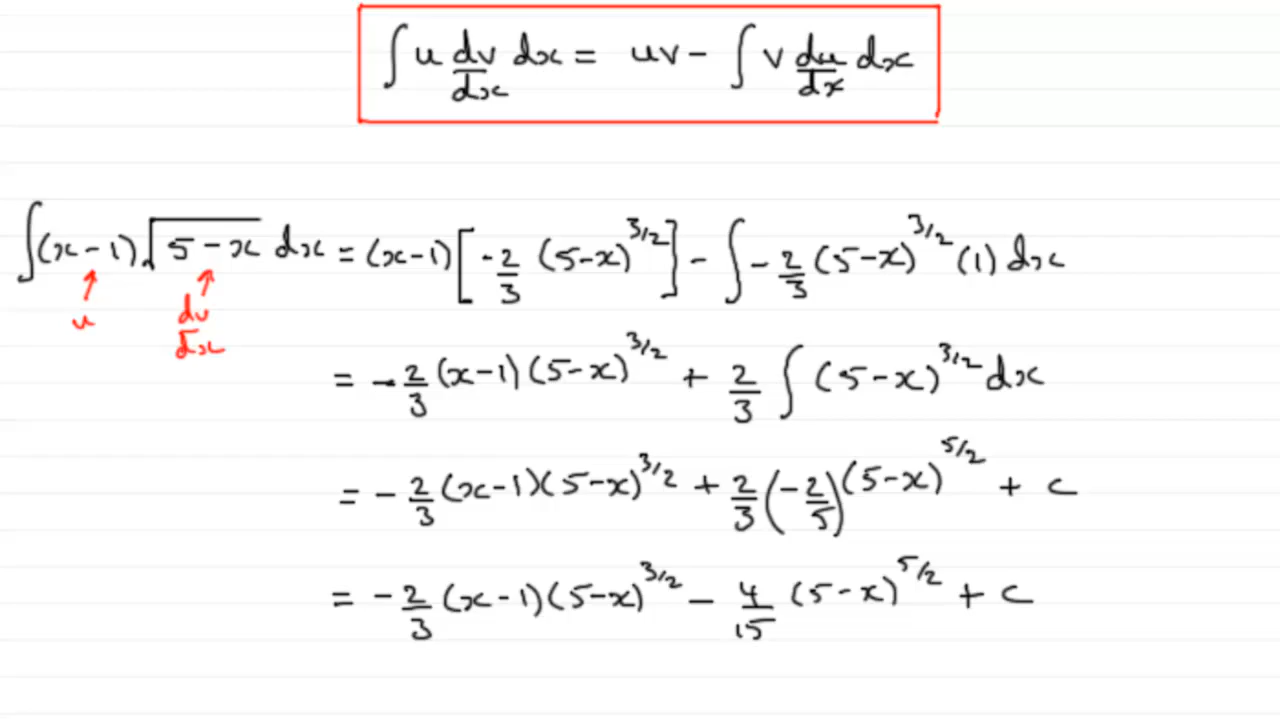 ∫ u dv/dx dx = uv - ∫ v du/dx dx
∫(x-1)√(5-x) dx = (x-1)[-2/3 (5-x)^3/2] - ∫ -2/3 (5-x)^3/2 (1) dx
u dv/dx
= -2/3 (x-1)(5-x)^3/2 + 2/3 ∫ (5-x)^3/2 dx
= -2/3 (x-1)(5-x)^3/2 + 2/3 (-2/5)(5-x)^5/2 + c
= -2/3 (x-1)(5-x)^3/2 - 4/15 (5-x)^5/2 + c